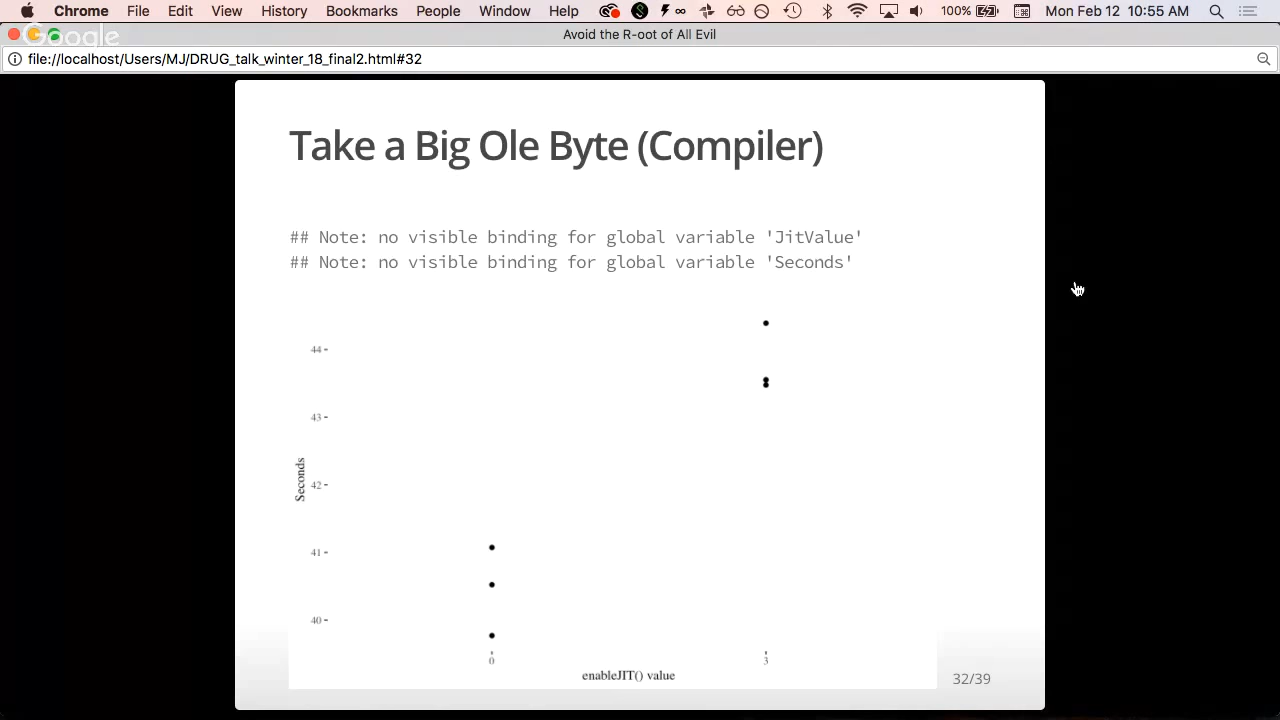 Chrome File Edit View History Bookmarks People Window Help 100% Mon Feb 12 10:55 AM
Google
Avoid the R-oot of All Evil
file://localhost/Users/MJ/DRUG_talk_winter_18_final2.html#32
Take a Big Ole Byte (Compiler)
## Note: no visible binding for global variable 'JitValue'
## Note: no visible binding for global variable 'Seconds'
44
43
Seconds
42
41
40
0 3
enableJIT() value
32/39